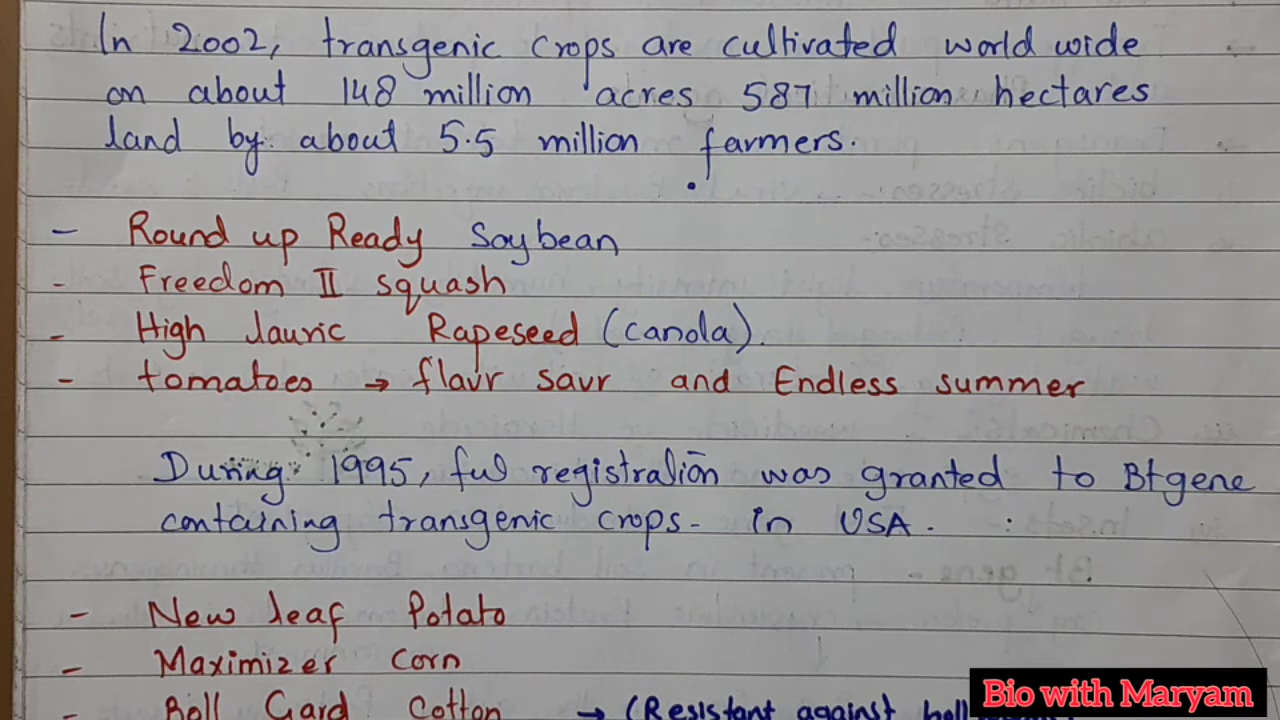 In 2002, transgenic crops are cultivated world wide
on about 148 million acres 587 million hectares
land by about 5.5 million farmers.
- Round up Ready Soybean
- Freedom II squash
- High lauric Rapeseed (canola).
- tomatoes → flavr savr and Endless summer
During 1995, full registration was granted to Bt gene
containing transgenic crops- in USA.
- New leaf Potato
- Maximizer corn
- Boll Gard Cotton → (Resistant against
Bio with Maryam